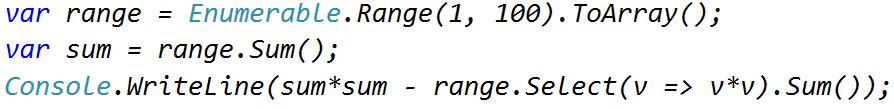 var range = Enumerable.Range(1, 100).ToArray();
var sum = range.Sum();
Console.WriteLine(sum*sum - range.Select(v => v*v).Sum());